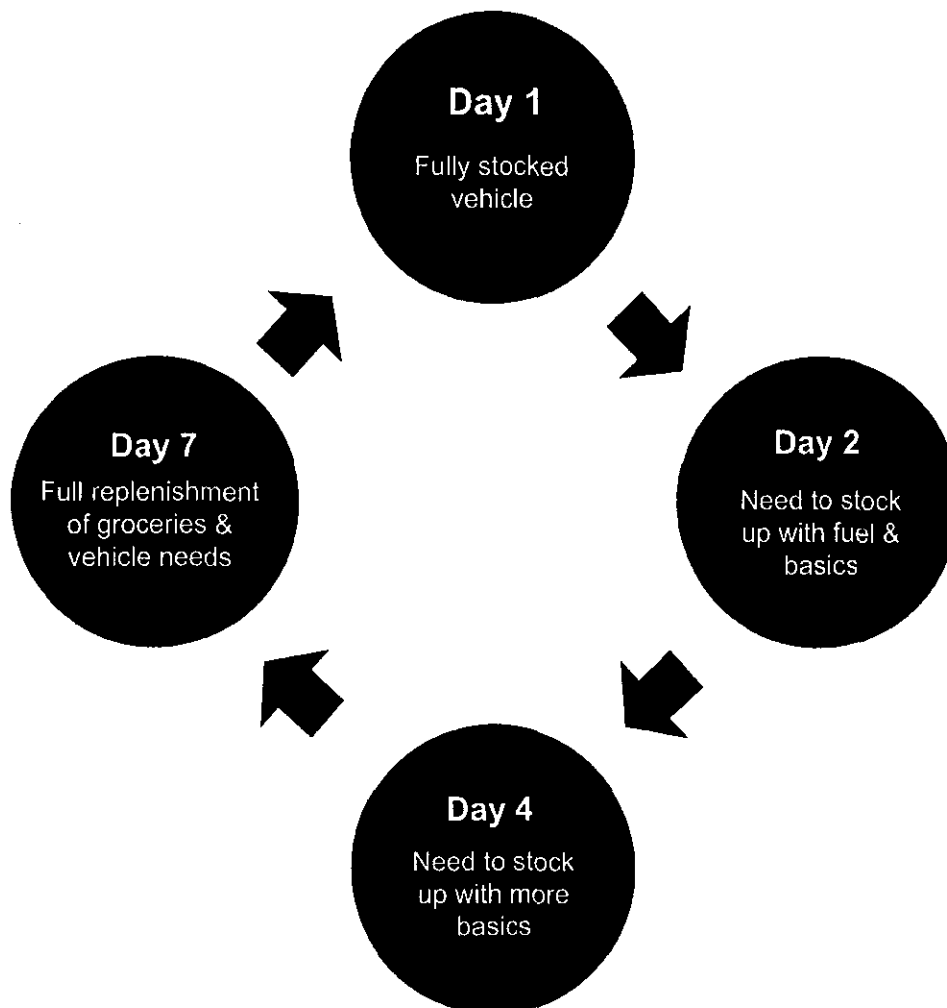 Day 1
Fully stocked
vehicle
Day 2
Need to stock
up with fuel &
basics
Day 4
Need to stock
up with more
basics
Day 7
Full replenishment
of groceries &
vehicle needs